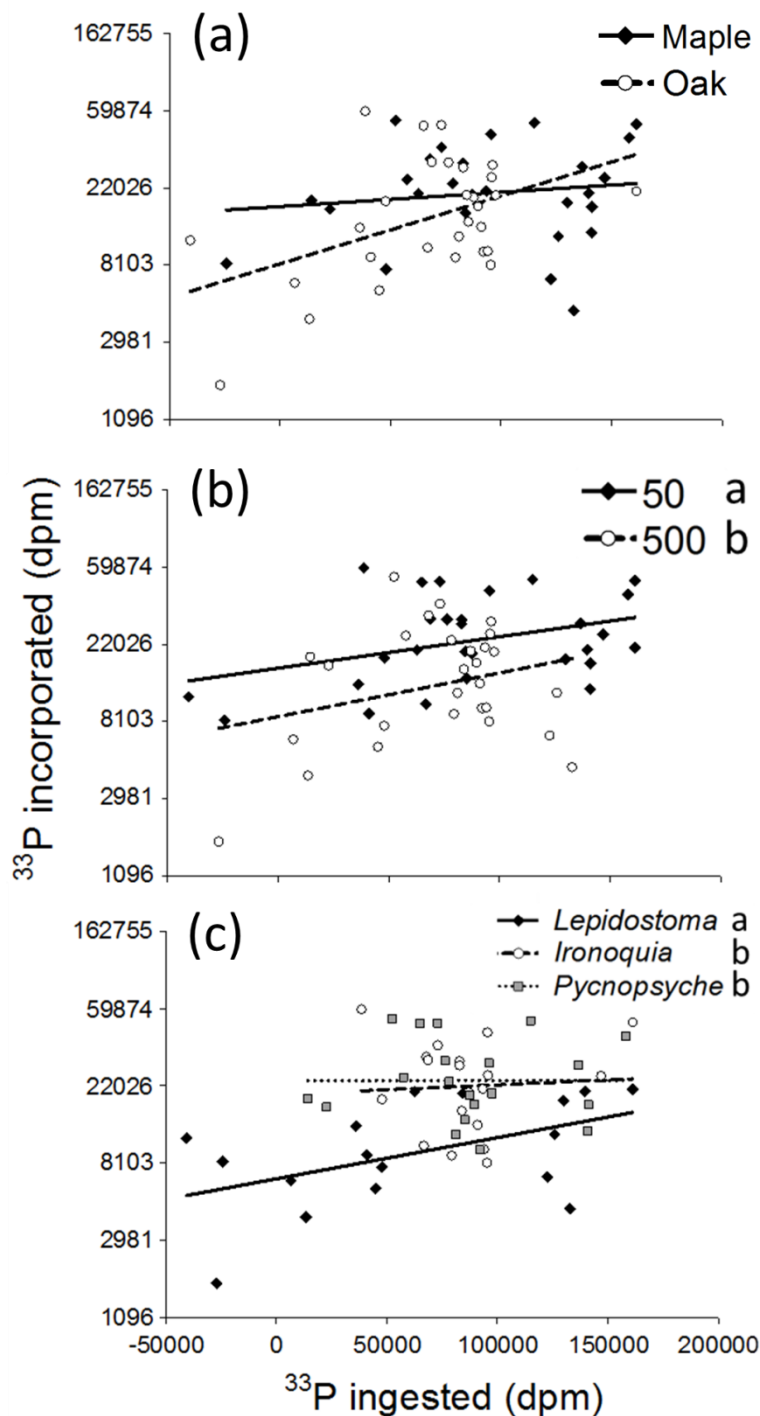 (a)
Maple
Oak
162755
59874
22026
8103
2981
1096
(b)
50 a
500 b
162755
59874
22026
8103
2981
1096
³³P incorporated (dpm)
(c)
Lepidostoma a
Ironoquia b
Pycnopsyche b
162755
59874
22026
8103
2981
1096
-50000 0 50000 100000 150000 200000
³³P ingested (dpm)